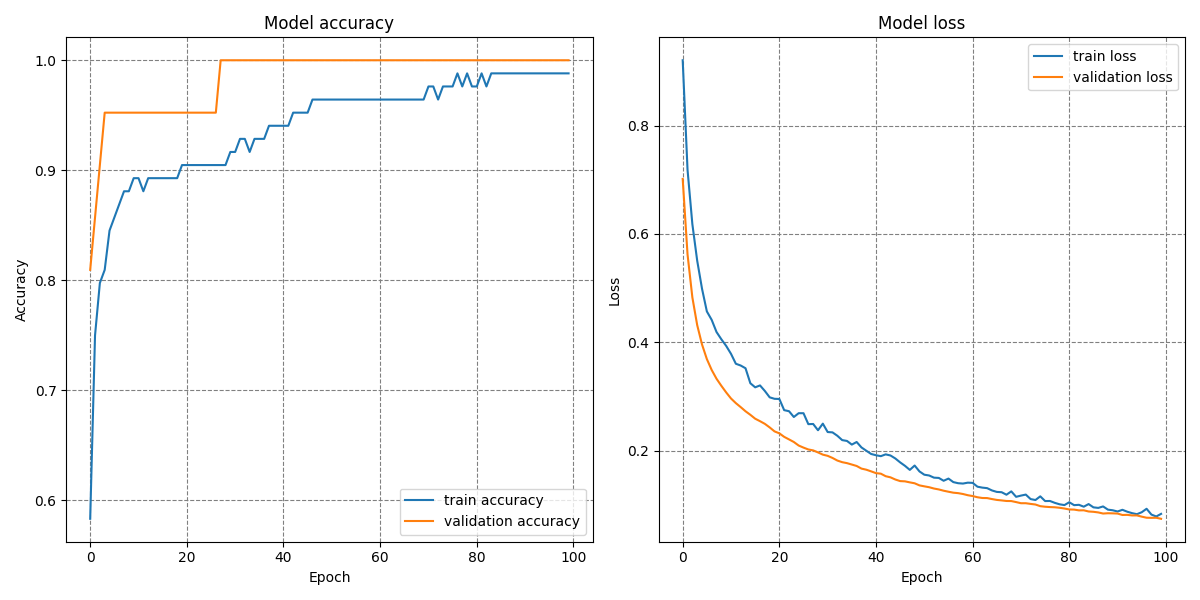 Model accuracy
Accuracy
1.0
0.9
0.8
0.7
0.6
0 20 40 60 80 100
Epoch
train accuracy
validation accuracy
Model loss
Loss
0.8
0.6
0.4
0.2
0 20 40 60 80 100
Epoch
train loss
validation loss